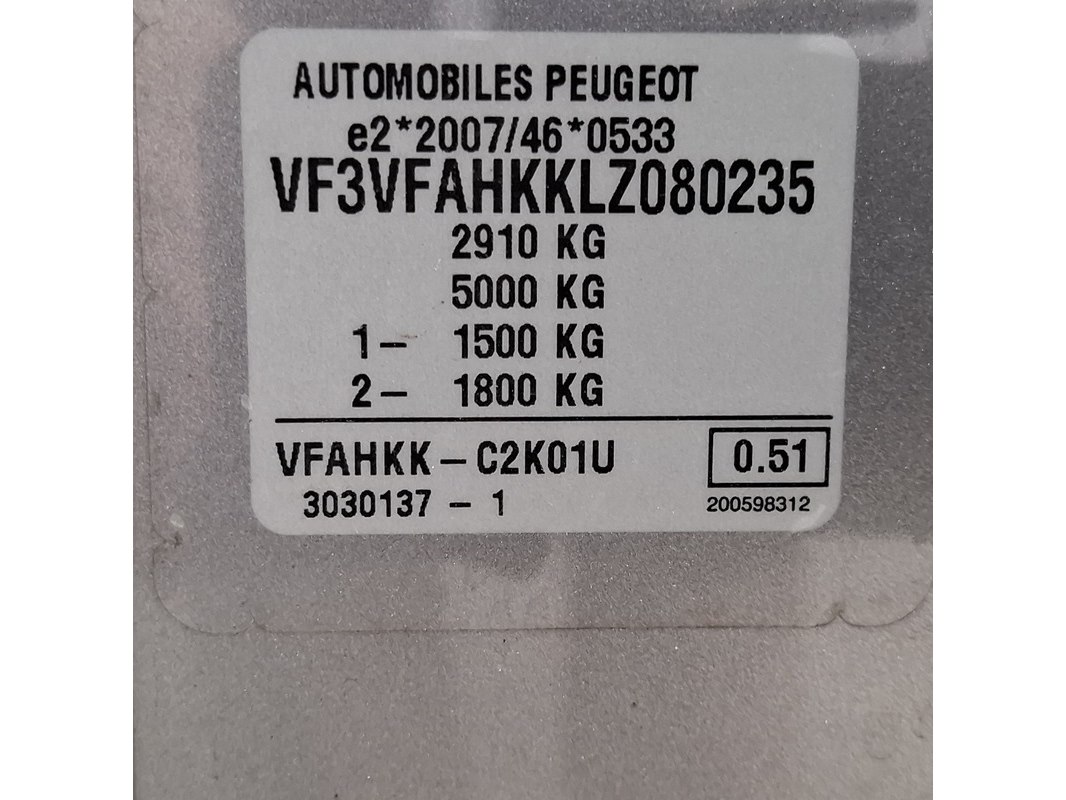 AUTOMOBILES PEUGEOT
e2*2007/46*0533
VF3VFAHKKLZ080235
2910 KG
5000 KG
1- 1500 KG
2- 1800 KG
VFAHKK - C2K01U 0.51
3030137 - 1 200598312